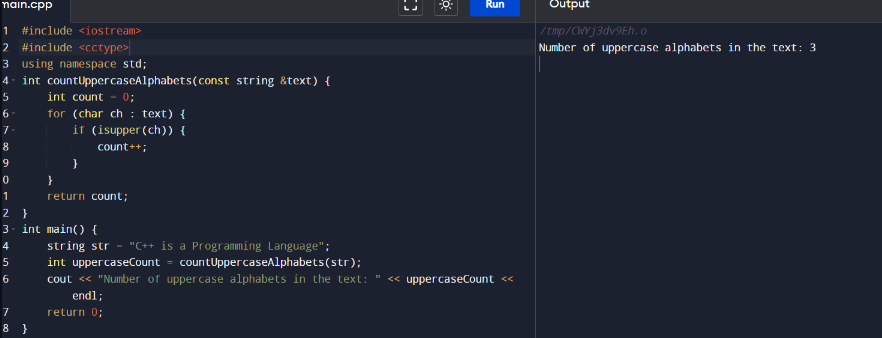 main.cpp
Run
Output
1 #include <iostream>
2 #include <cctype>
3 using namespace std;
4 int countUppercaseAlphabets(const string &text) {
5 int count = 0;
6 for (char ch : text) {
7 if (isupper(ch)) {
8 count++;
9 }
0 }
1 return count;
2 }
3 int main() {
4 string str = "C++ is a Programming Language";
5 int uppercaseCount = countUppercaseAlphabets(str);
6 cout << "Number of uppercase alphabets in the text: " << uppercaseCount <<
endl;
7 return 0;
8 }
/tmp/CWYj3dv9Eh.o
Number of uppercase alphabets in the text: 3